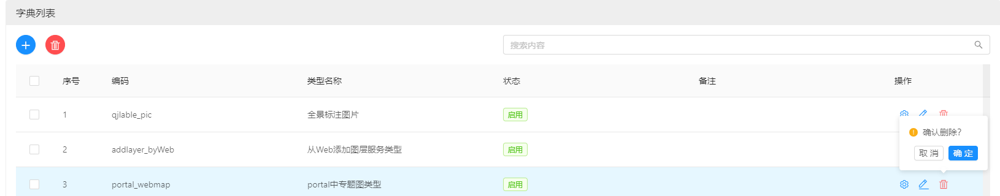 字典列表
搜索内容
序号 编码 类型名称 状态 备注 操作
1 qjlable_pic 全景标注图片 启用
确认删除?
2 addlayer_byWeb 从Web添加图层服务类型 启用
取 消 确 定
3 portal_webmap portal中专题图类型 启用